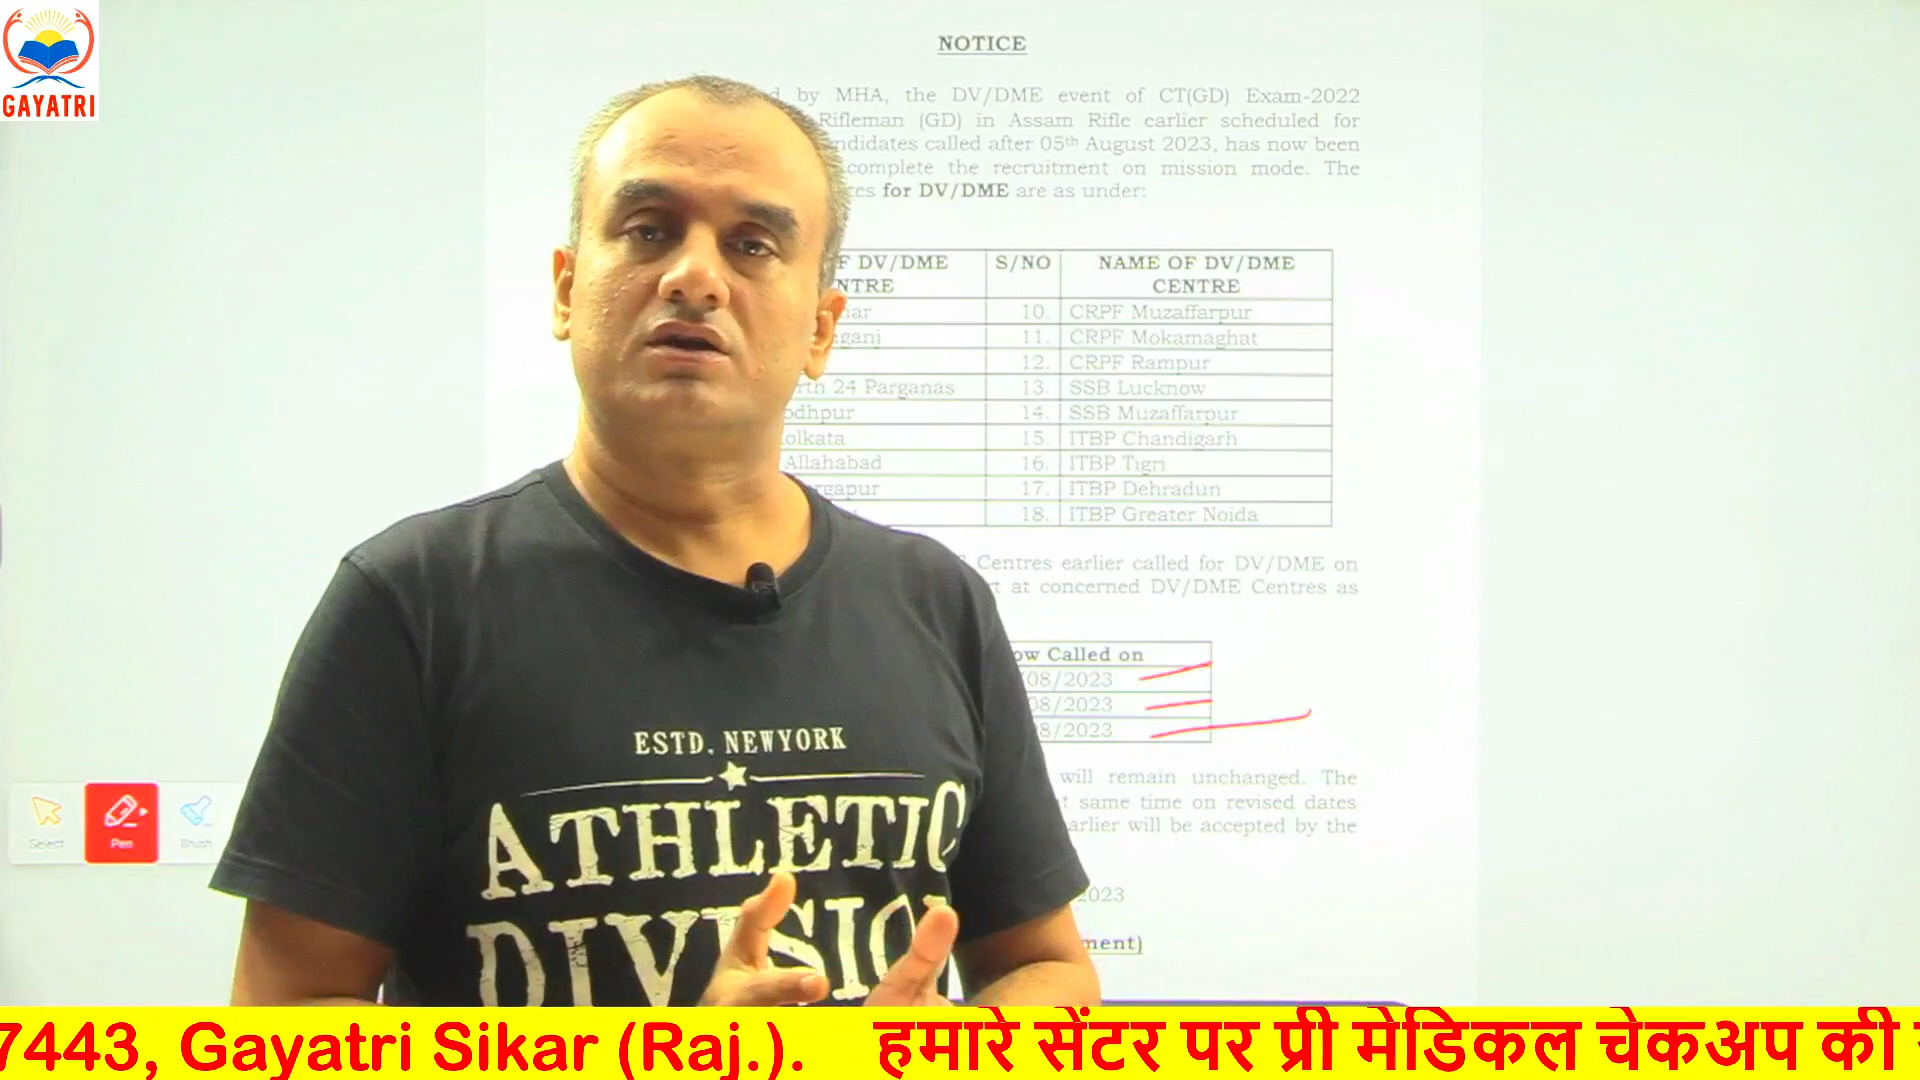 GAYATRI
NOTICE
by MHA, the DV/DME event of CT(GD) Exam-2022
Rifleman (GD) in Assam Rifle earlier scheduled for
called after 05th August 2023, has now been
complete the recruitment on mission mode. The
for DV/DME are as under:
DV/DME S/NO NAME OF DV/DME
CENTRE
10. CRPF Muzaffarpur
11. CRPF Mokamaghat
12. CRPF Rampur
24 Parganas 13. SSB Lucknow
14. SSB Muzaffarpur
15. ITBP Chandigarh
Allahabad 16. ITBP Tigri
17. ITBP Dehradun
18. ITBP Greater Noida
Centres earlier called for DV/DME on
at concerned DV/DME Centres as
Called on
08/2023
08/2023
8/2023
will remain unchanged. The
same time on revised dates
will be accepted by the
2023
ESTD. NEWYORK
ATHLETIC
DIVISION
Select Pen Brush
7443, Gayatri Sikar (Raj.). हमारे सेंटर पर प्री मेडिकल चेकअप की